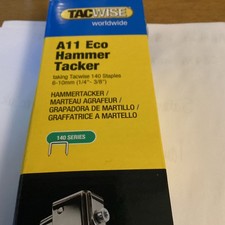 TACWISE
worldwide
A11 Eco
Hammer
Tacker
Taking Tacwise 140 Staples
6-10mm (1/4"- 3/8")
HAMMERTACKER /
MARTEAU AGRAFEUR /
GRAPADORA DE MARTILLO /
GRAFFATRICE A MARTELLO
140 SERIES